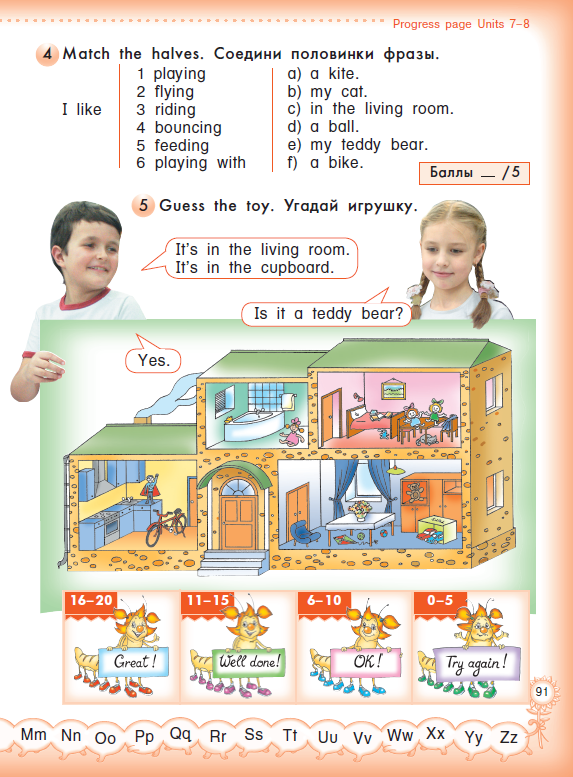 Progress page Units 7–8
4 Match the halves. Соедини половинки фразы.
I like
1 playing
2 flying
3 riding
4 bouncing
5 feeding
6 playing with
a) a kite.
b) my cat.
c) in the living room.
d) a ball.
e) my teddy bear.
f) a bike.
Баллы __ /5
5 Guess the toy. Угадай игрушку.
It's in the living room.
It's in the cupboard.
Is it a teddy bear?
Yes.
16–20
11–15
6–10
0–5
Great!
Well done!
OK!
Try again!
91
Mm Nn Oo Pp Qq Rr Ss Tt Uu Vv Ww Xx Yy Zz